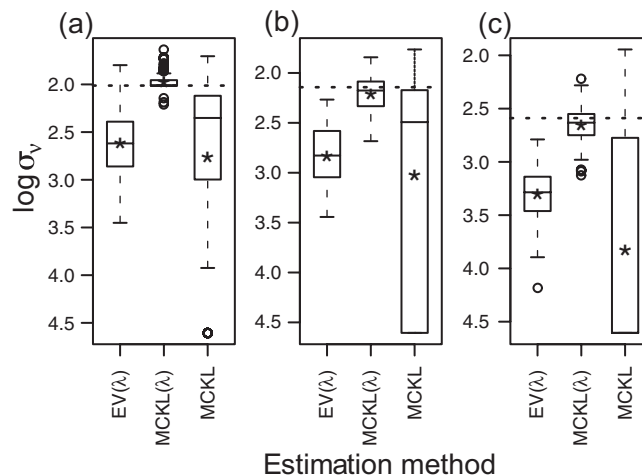 (a) (b) (c)
log σν
2.0
2.5
3.0
3.5
4.0
4.5
2.0
2.5
3.0
3.5
4.0
4.5
2.0
2.5
3.0
3.5
4.0
4.5
EV(λ)
MCKL(λ)
MCKL
EV(λ)
MCKL(λ)
MCKL
EV(λ)
MCKL(λ)
MCKL
Estimation method